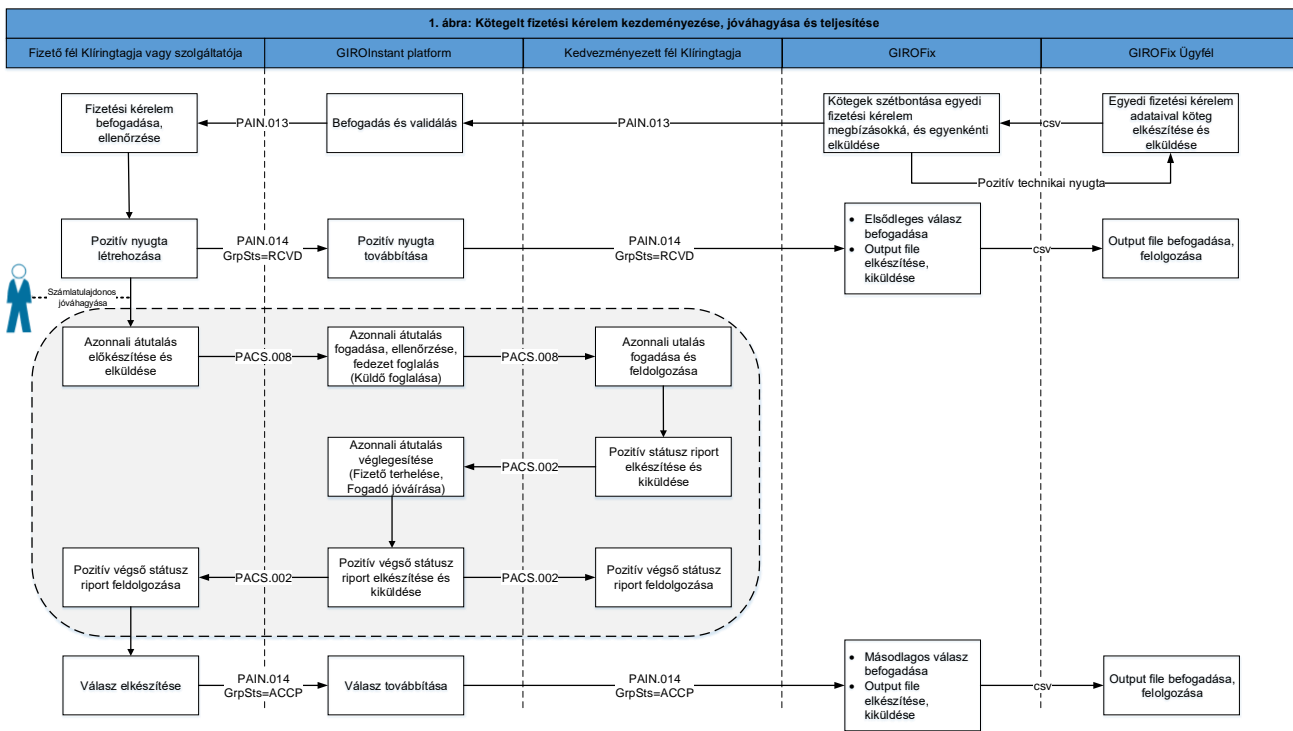 1. ábra: Kötegelt fizetési kérelem kezdeményezése, jóváhagyása és teljesítése
Fizető fél Klíringtagja vagy szolgáltatója
GIROInstant platform
Kedvezményezett fél Klíringtagja
GIROFix
GIROFix Ügyfél
Fizetési kérelem
befogadása,
ellenőrzése
PAIN.013
Befogadás és validálás
PAIN.013
Kötegek szétbontása egyedi
fizetési kérelem
megbízásokká, és egyenkénti
elküldése
csv
Egyedi fizetési kérelem
adataival köteg
elkészítése és
elküldése
Pozitív technikai nyugta
Pozitív nyugta
létrehozása
PAIN.014
GrpSts=RCVD
Pozitív nyugta
továbbítása
PAIN.014
GrpSts=RCVD
• Elsődleges válasz
befogadása
• Output file
elkészítése,
kiküldése
csv
Output file befogadása,
felolgozása
Számlatulajdonos
jóváhagyása
Azonnali átutalás
előkészítése és
elküldése
PACS.008
Azonnali átutalás
fogadása, ellenőrzése,
fedezet foglalás
(Küldő foglalása)
PACS.008
Azonnali utalás
fogadása és
feldolgozása
Azonnali átutalás
véglegesítése
(Fizető terhelése,
Fogadó jóváírása)
PACS.002
Pozitív státusz riport
elkészítése és
kiküldése
Pozitív végső státusz
riport feldolgozása
PACS.002
Pozitív végső státusz
riport elkészítése és
kiküldése
PACS.002
Pozitív végső státusz
riport feldolgozása
Válasz elkészítése
PAIN.014
GrpSts=ACCP
Válasz továbbítása
PAIN.014
GrpSts=ACCP
• Másodlagos válasz
befogadása
• Output file
elkészítése,
kiküldése
csv
Output file befogadása,
felolgozása